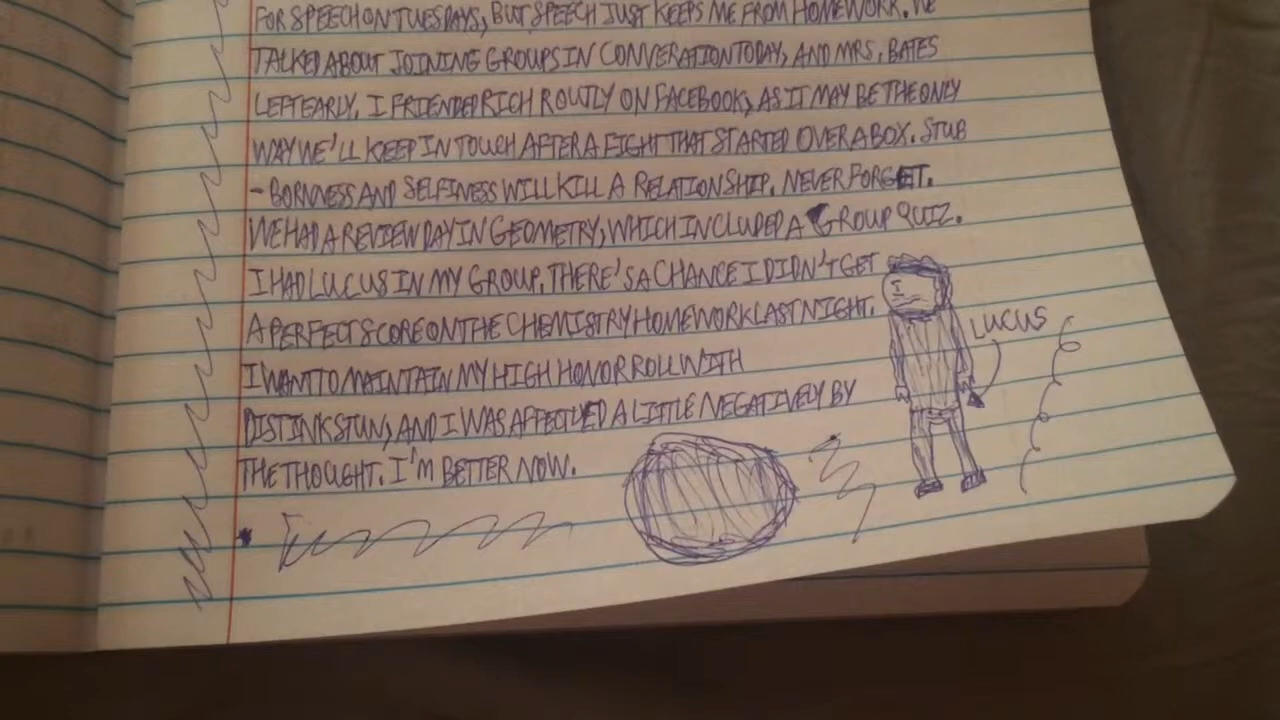 FOR SPEECH ON TUESDAYS, BUT SPEECH JUST KEEPS ME FROM HOMEWORK. WE
TALKED ABOUT JOINING GROUPS IN CONVERATION TODAY, AND MRS. BATES
LEFT EARLY. I FRIENDED RICH ROUTLY ON FACEBOOK, AS IT MAY BE THE ONLY
WAY WE'LL KEEP IN TOUCH AFTER A FIGHT THAT STARTED OVER A BOX. STUB
-BORNNESS AND SELFINESS WILL KILL A RELATIONSHIP. NEVER FORGET.
WE HAD A REVIEW DAY IN GEOMETRY, WHICH INCLUDED A GROUP QUIZ.
I HAD LUCUS IN MY GROUP. THERE'S A CHANCE I DIDN'T GET
A PERFECT SCORE ON THE CHEMISTRY HOMEWORK LAST NIGHT.
LUCUS
I WANT TO MAINTAIN MY HIGH HONOR ROLL WITH
DISTINKSTUN, AND I WAS AFFECTED A LITTLE NEGATIVELY BY
THE THOUGHT. I'M BETTER NOW.